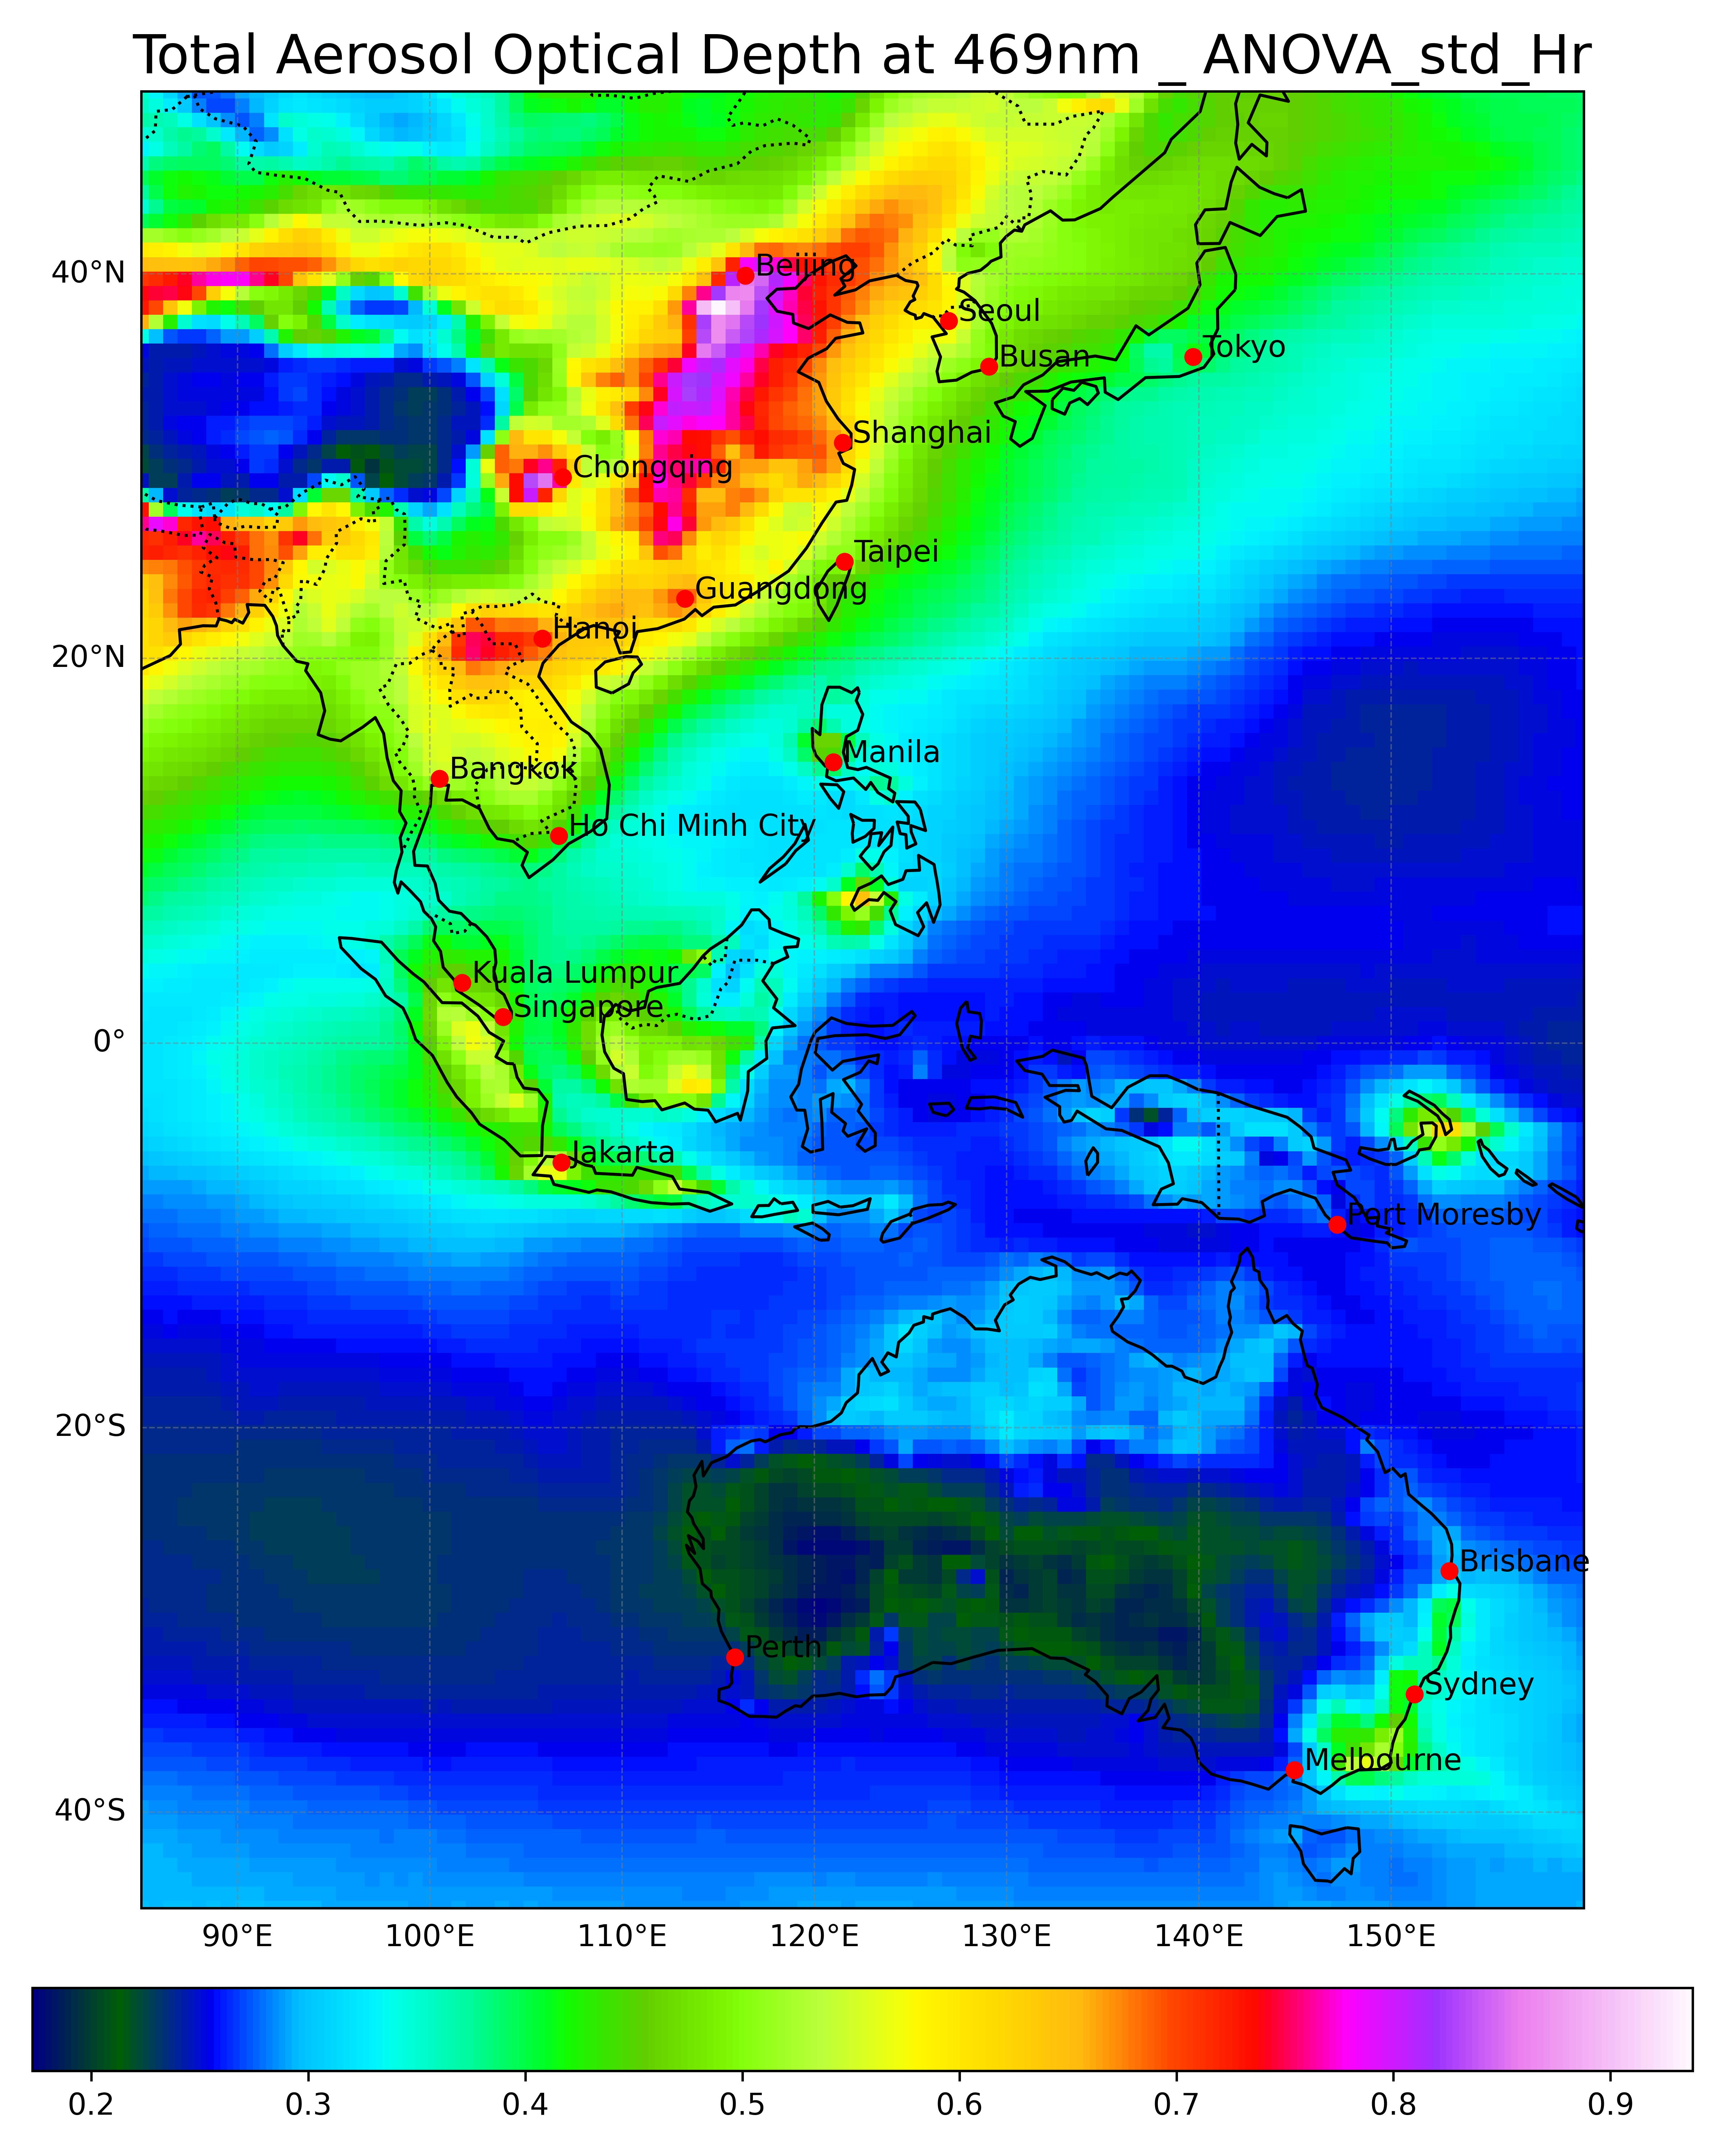 Total Aerosol Optical Depth at 469nm _ ANOVA_std_Hr
40°N
20°N
0°
20°S
40°S
Beijing
Seoul
Tokyo
Busan
Shanghai
Chongqing
Taipei
Guangdong
Hanoi
Manila
Bangkok
Ho Chi Minh City
Kuala Lumpur
Singapore
Jakarta
Port Moresby
Brisbane
Perth
Sydney
Melbourne
90°E 100°E 110°E 120°E 130°E 140°E 150°E
0.2 0.3 0.4 0.5 0.6 0.7 0.8 0.9